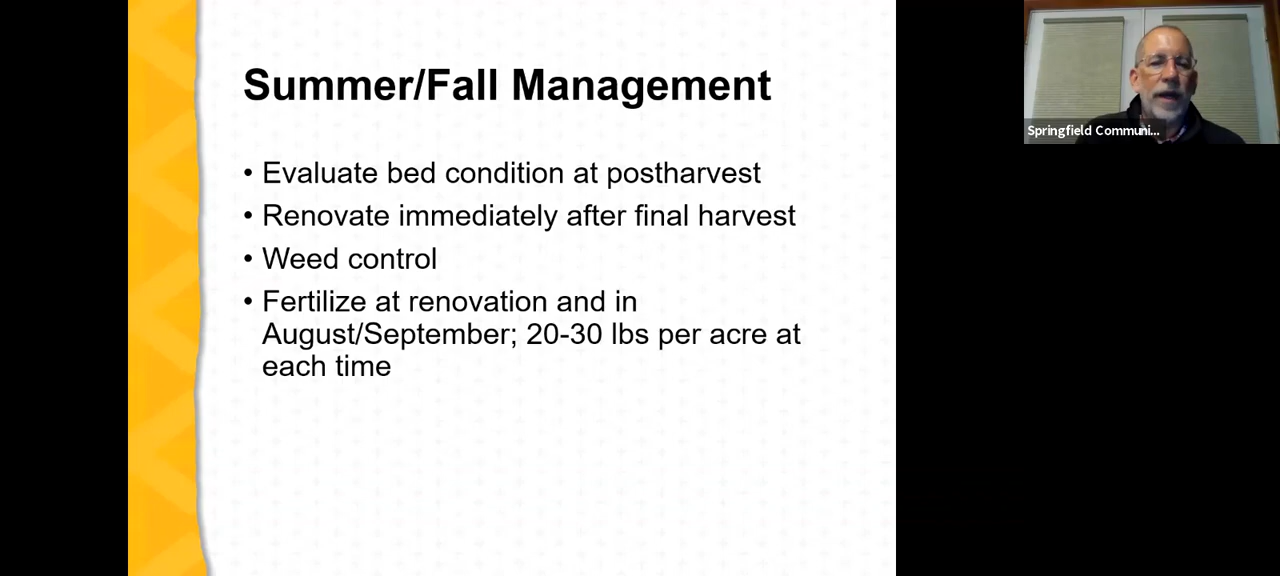 Summer/Fall Management
• Evaluate bed condition at postharvest
• Renovate immediately after final harvest
• Weed control
• Fertilize at renovation and in
August/September; 20-30 lbs per acre at
each time
Springfield Communi...